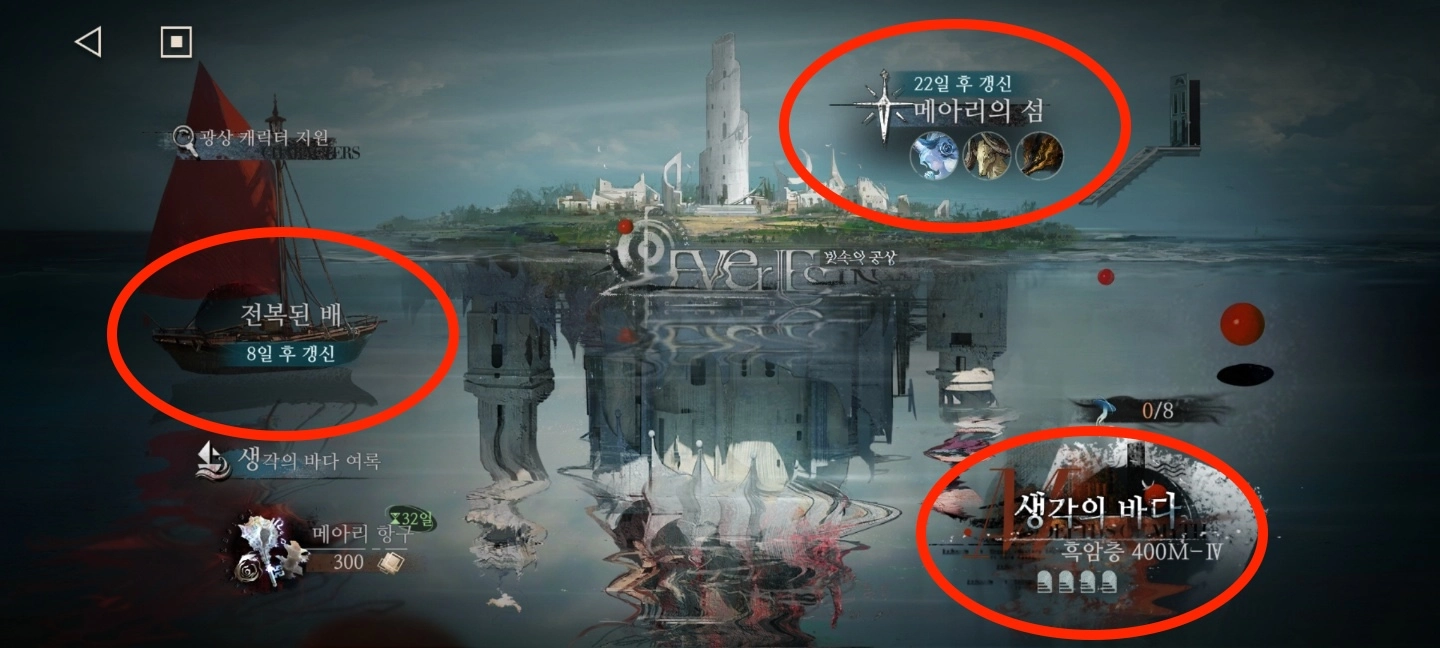 광상 캐릭터 지원
22일 후 갱신
메아리의 섬
빛속의 공상
전복된 배
8일 후 갱신
생각의 바다 여록
메아리 항구
32일
300
0/8
생각의 바다
흑암층 400M-Ⅳ